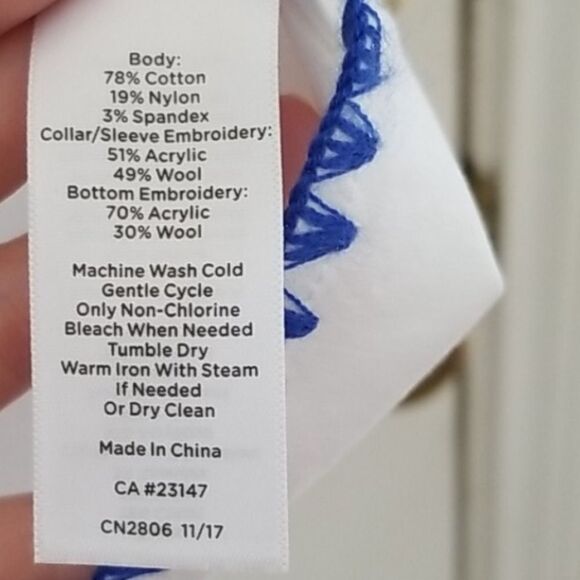 Body:
78% Cotton
19% Nylon
3% Spandex
Collar/Sleeve Embroidery:
51% Acrylic
49% Wool
Bottom Embroidery:
70% Acrylic
30% Wool
Machine Wash Cold
Gentle Cycle
Only Non-Chlorine
Bleach When Needed
Tumble Dry
Warm Iron With Steam
If Needed
Or Dry Clean
Made In China
CA #23147
CN2806 11/17